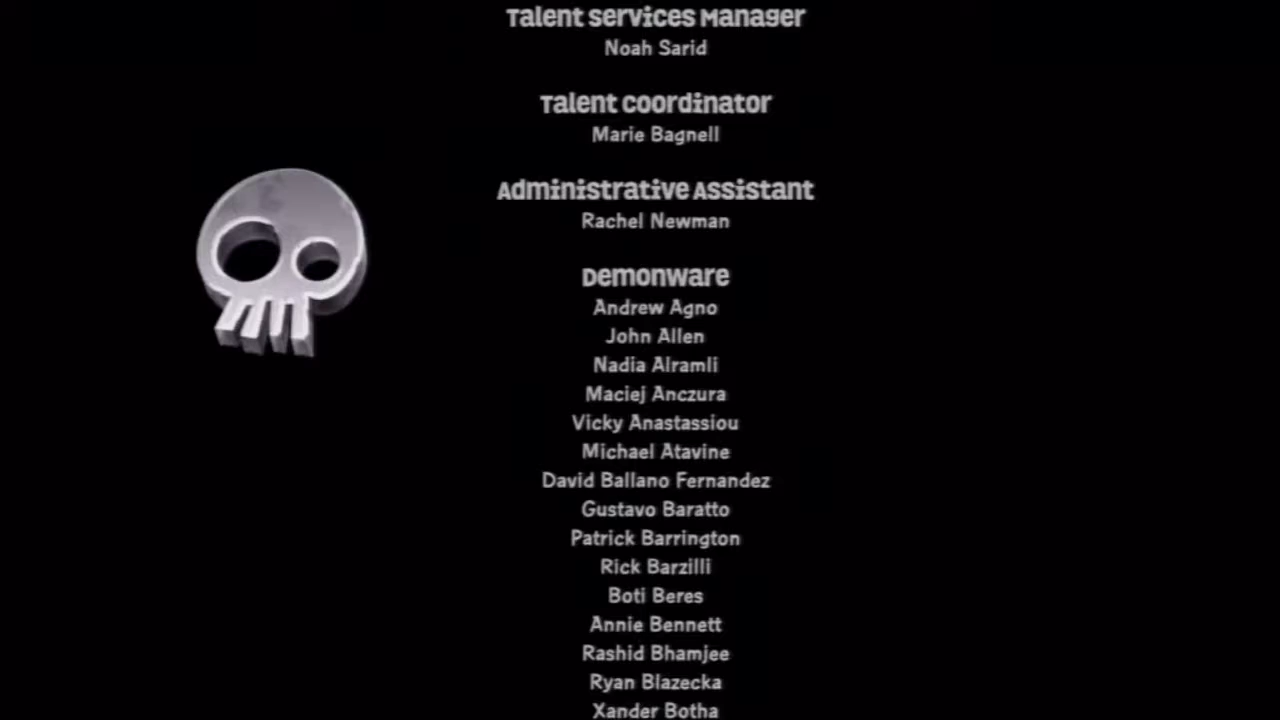 Talent Services Manager
Noah Sarid
Talent Coordinator
Marie Bagnell
Administrative Assistant
Rachel Newman
Demonware
Andrew Agno
John Allen
Nadia Alramli
Maciej Anczura
Vicky Anastassiou
Michael Atavine
David Ballano Fernandez
Gustavo Baratto
Patrick Barrington
Rick Barzilli
Boti Beres
Annie Bennett
Rashid Bhamjee
Ryan Blazecka
Xander Botha